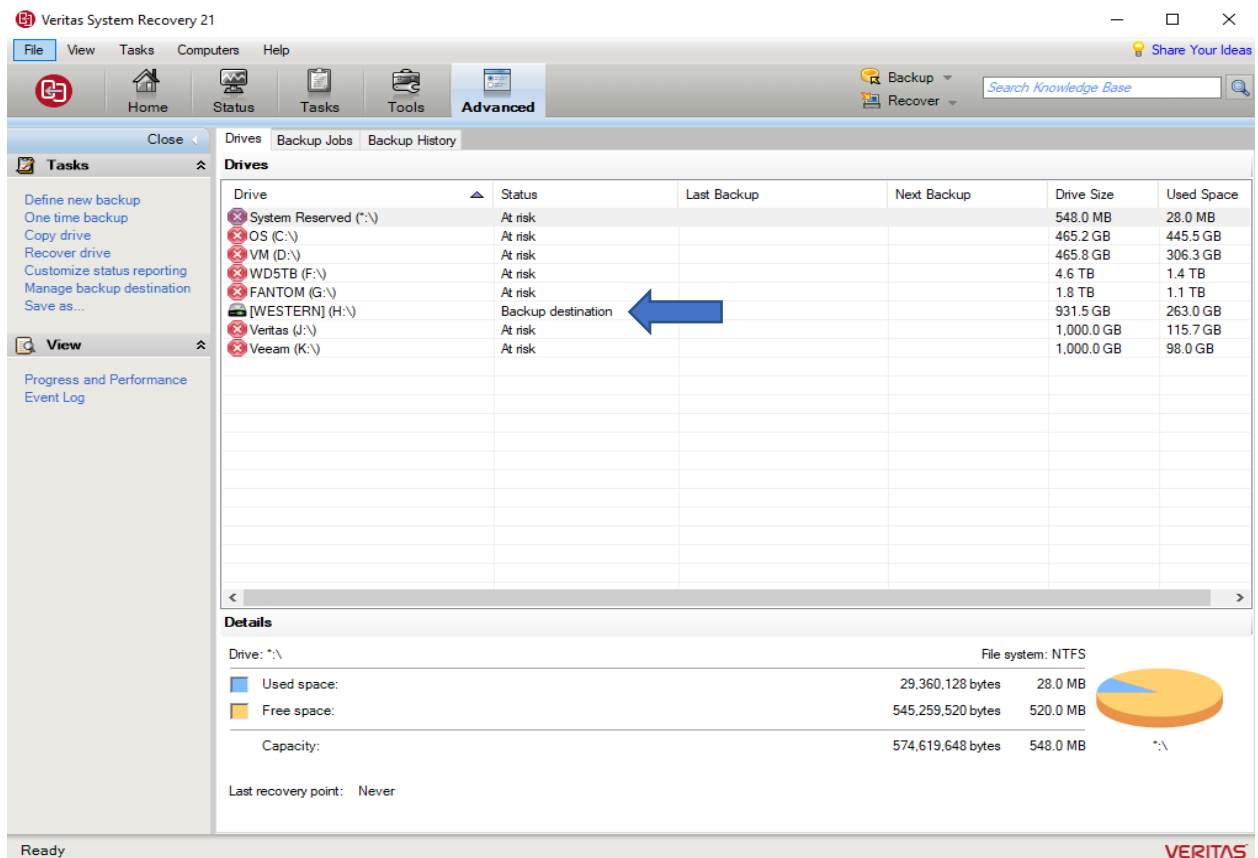 Veritas System Recovery 21
File View Tasks Computers Help Share Your Ideas
Home Status Tasks Tools Advanced Backup Recover Search Knowledge Base
Close
Tasks
Define new backup
One time backup
Copy drive
Recover drive
Customize status reporting
Manage backup destination
Save as...
View
Progress and Performance
Event Log
Drives Backup Jobs Backup History
Drives
Drive Status Last Backup Next Backup Drive Size Used Space
System Reserved (*:\) At risk 548.0 MB 28.0 MB
OS (C:\) At risk 465.2 GB 445.5 GB
VM (D:\) At risk 465.8 GB 306.3 GB
WD5TB (F:\) At risk 4.6 TB 1.4 TB
FANTOM (G:\) At risk 1.8 TB 1.1 TB
[WESTERN] (H:\) Backup destination 931.5 GB 263.0 GB
Veritas (J:\) At risk 1,000.0 GB 115.7 GB
Veeam (K:\) At risk 1,000.0 GB 98.0 GB
Details
Drive: *:\ File system: NTFS
Used space: 29,360,128 bytes 28.0 MB
Free space: 545,259,520 bytes 520.0 MB
Capacity: 574,619,648 bytes 548.0 MB *:\
Last recovery point: Never
Ready VERITAS